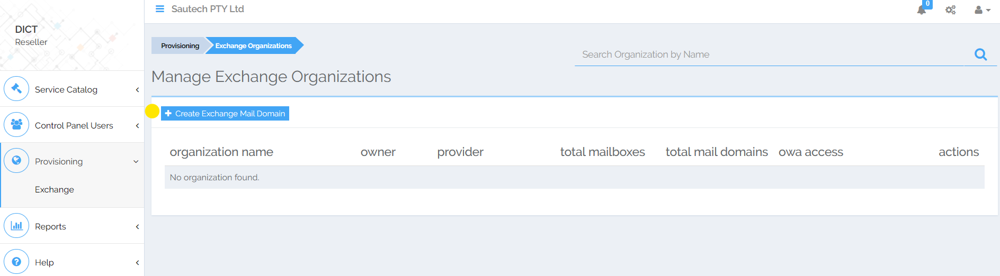 Sautech PTY Ltd
0
DICT
Reseller
Service Catalog
Control Panel Users
Provisioning
Exchange
Reports
Help
Provisioning
Exchange Organizations
Search Organization by Name
Manage Exchange Organizations
Create Exchange Mail Domain
organization name owner provider total mailboxes total mail domains owa access actions
No organization found.